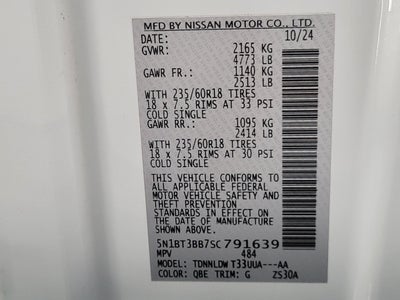 MFD BY NISSAN MOTOR CO., LTD.
DATE: 10/24
GVWR: 2165 KG
4773 LB
GAWR FR.: 1140 KG
2513 LB
WITH 235/60R18 TIRES
18 x 7.5 RIMS AT 33 PSI
COLD SINGLE
GAWR RR.: 1095 KG
2414 LB
WITH 235/60R18 TIRES
18 x 7.5 RIMS AT 30 PSI
COLD SINGLE
THIS VEHICLE CONFORMS TO
ALL APPLICABLE FEDERAL
MOTOR VEHICLE SAFETY AND
THEFT PREVENTION
STANDARDS IN EFFECT ON
THE DATE OF MANUFACTURE
SHOWN ABOVE.
5N1BT3BB7SC791639
MPV 484
MODEL: TDNNLDW T33UUA---AA
COLOR: QBE TRIM: G ZS30A